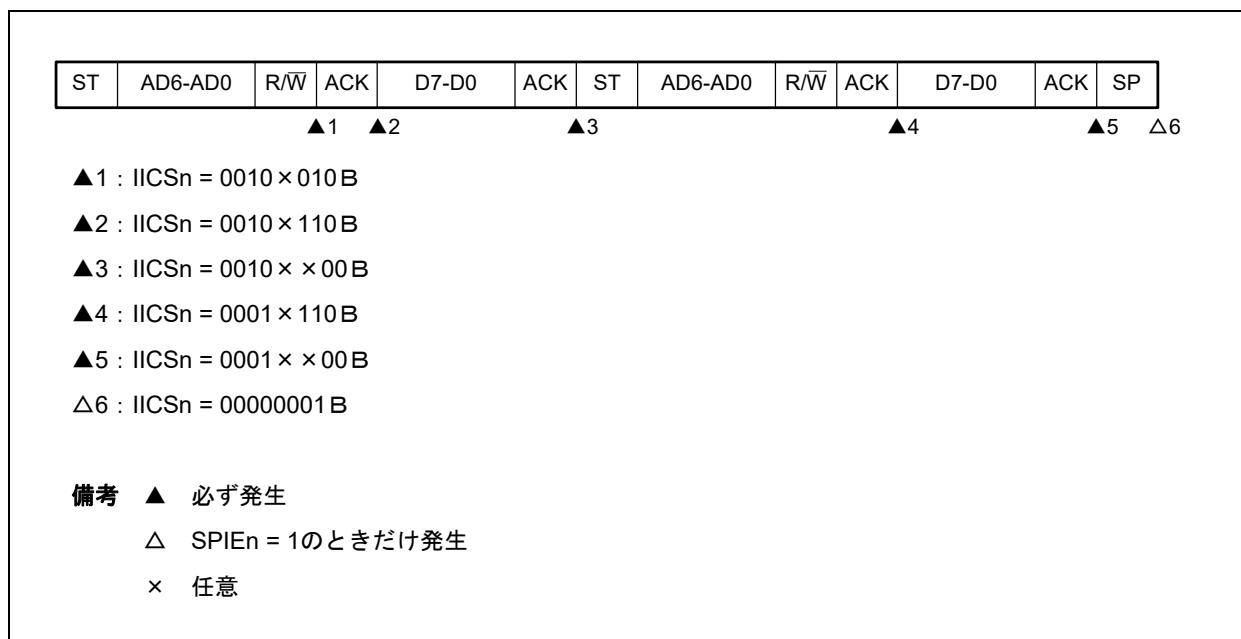 ST AD6-AD0 R/W̅ ACK D7-D0 ACK ST AD6-AD0 R/W̅ ACK D7-D0 ACK SP
▲1 ▲2 ▲3 ▲4 ▲5 △6
▲1 : IICSn = 0010×010B
▲2 : IICSn = 0010×110B
▲3 : IICSn = 0010××00B
▲4 : IICSn = 0001×110B
▲5 : IICSn = 0001××00B
△6 : IICSn = 00000001B
備考 ▲ 必ず発生
△ SPIEn = 1のときだけ発生
× 任意